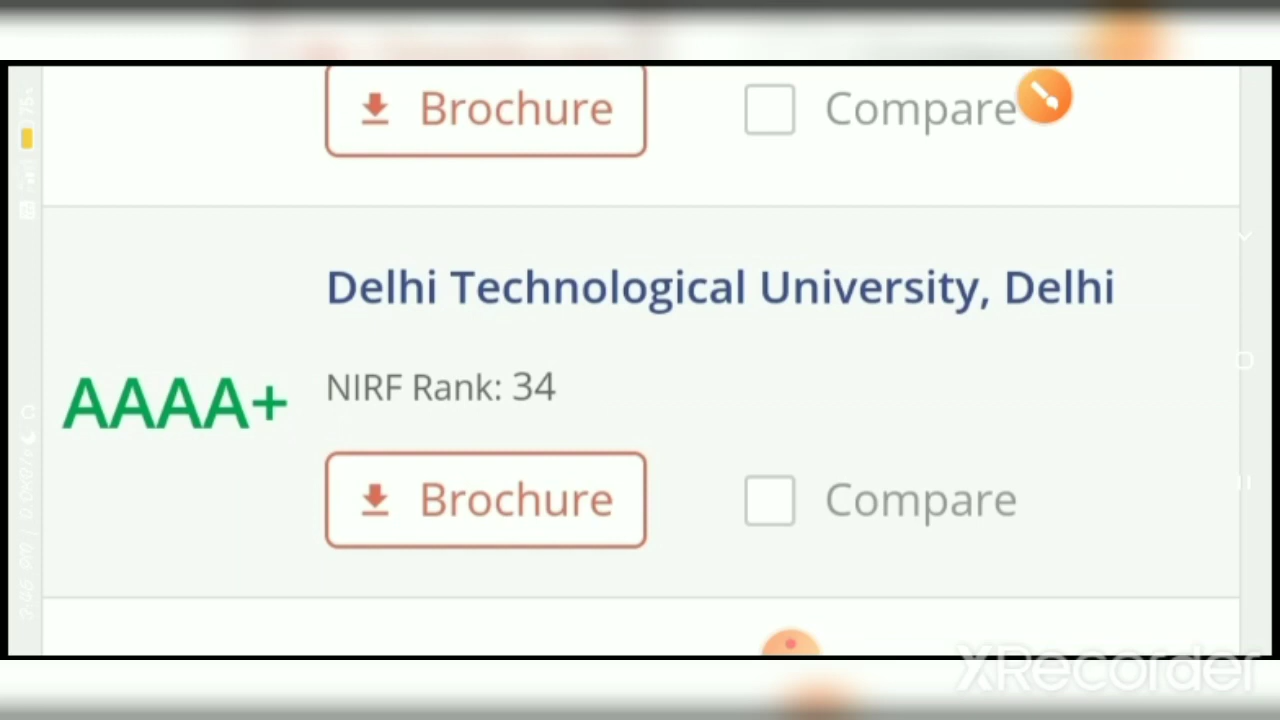 Brochure
Compare
Delhi Technological University, Delhi
AAAA+
NIRF Rank: 34
Brochure
Compare
XRecorder